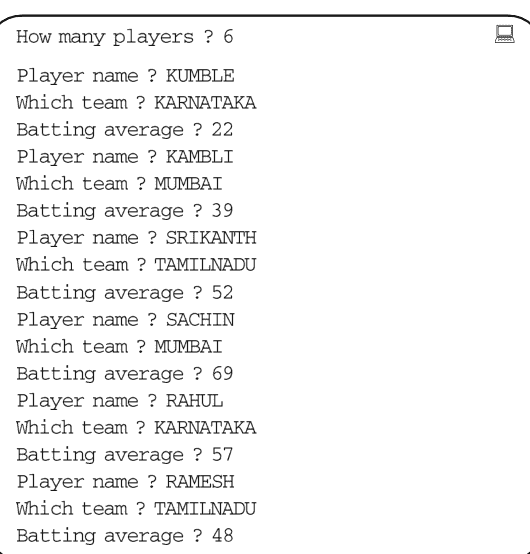 How many players ? 6
Player name ? KUMBLE
Which team ? KARNATAKA
Batting average ? 22
Player name ? KAMBLI
Which team ? MUMBAI
Batting average ? 39
Player name ? SRIKANTH
Which team ? TAMILNADU
Batting average ? 52
Player name ? SACHIN
Which team ? MUMBAI
Batting average ? 69
Player name ? RAHUL
Which team ? KARNATAKA
Batting average ? 57
Player name ? RAMESH
Which team ? TAMILNADU
Batting average ? 48